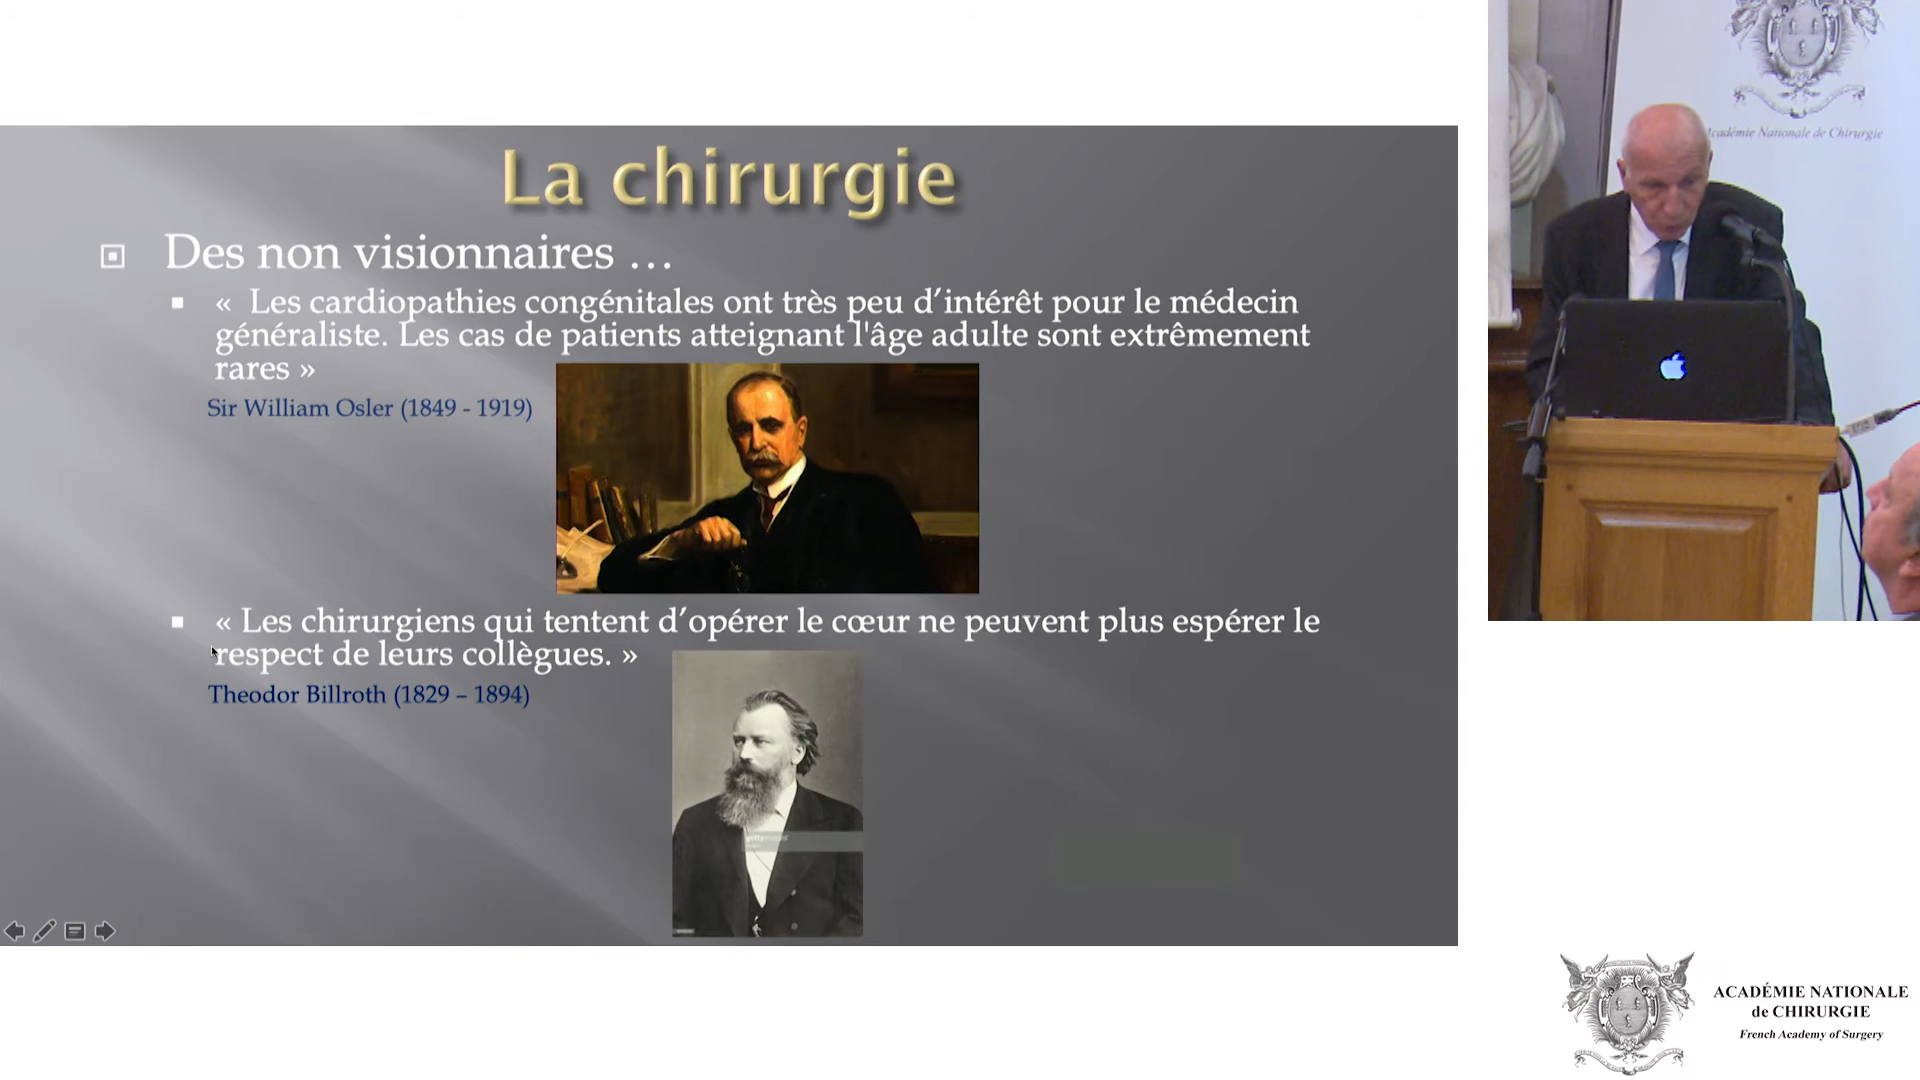 La chirurgie
Des non visionnaires …
«  Les cardiopathies congénitales ont très peu d’intérêt pour le médecin
généraliste. Les cas de patients atteignant l'âge adulte sont extrêmement
rares »
Sir William Osler (1849 - 1919)
« Les chirurgiens qui tentent d’opérer le cœur ne peuvent plus espérer le
respect de leurs collègues. »
Theodor Billroth (1829 – 1894)
gettyimages
Académie Nationale de Chirurgie
ACADÉMIE NATIONALE
de CHIRURGIE
French Academy of Surgery